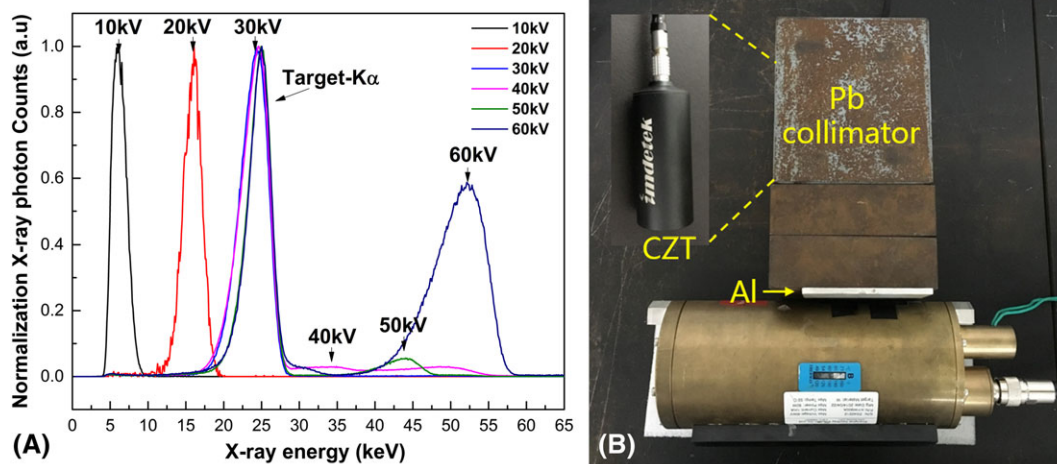 Normalization X-ray photon Counts (a.u)
1.0
0.8
0.6
0.4
0.2
0.0
10kV 20kV 30kV
Target-Kα
10kV
20kV
30kV
40kV
50kV
60kV
60kV
40kV
50kV
0 5 10 15 20 25 30 35 40 45 50 55 60 65
X-ray energy (keV)
(A)
imdetek
Pb
collimator
CZT
Al
(B)